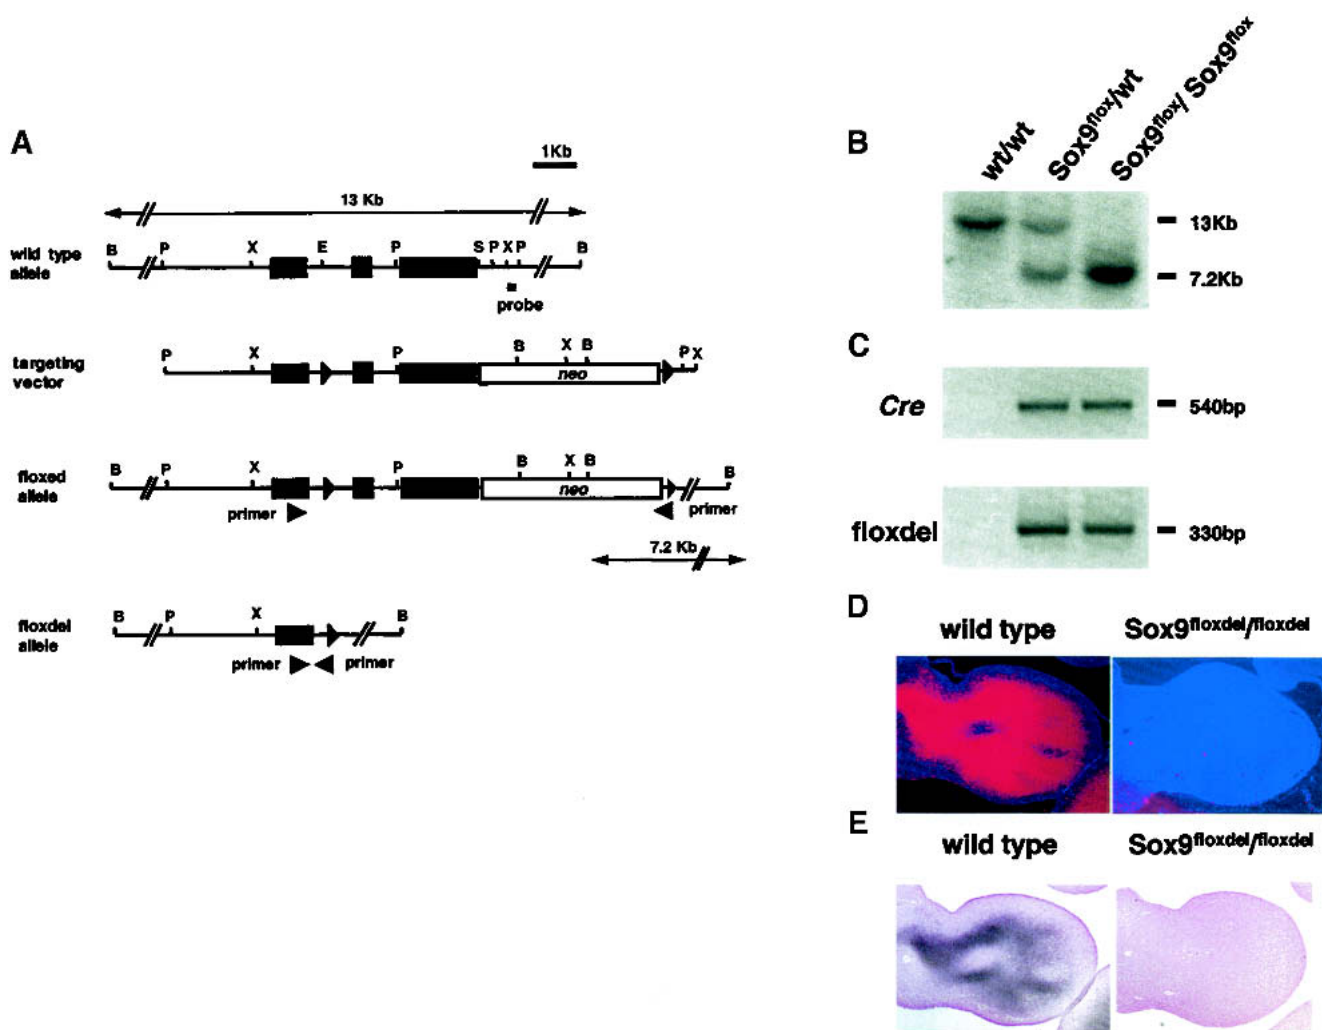 A
1Kb
13 Kb
wild type
allele
B P X E P S P X P B
probe
targeting
vector
P X P B X B P X
neo
floxed
allele
B P X P B X B B
neo
primer primer
7.2 Kb
floxdel
allele
B P X B
primer primer
B
wt/wt
Sox9flox/wt
Sox9flox/ Sox9flox
13Kb
7.2Kb
C
Cre
540bp
floxdel
330bp
D
wild type
Sox9floxdel/floxdel
E
wild type
Sox9floxdel/floxdel